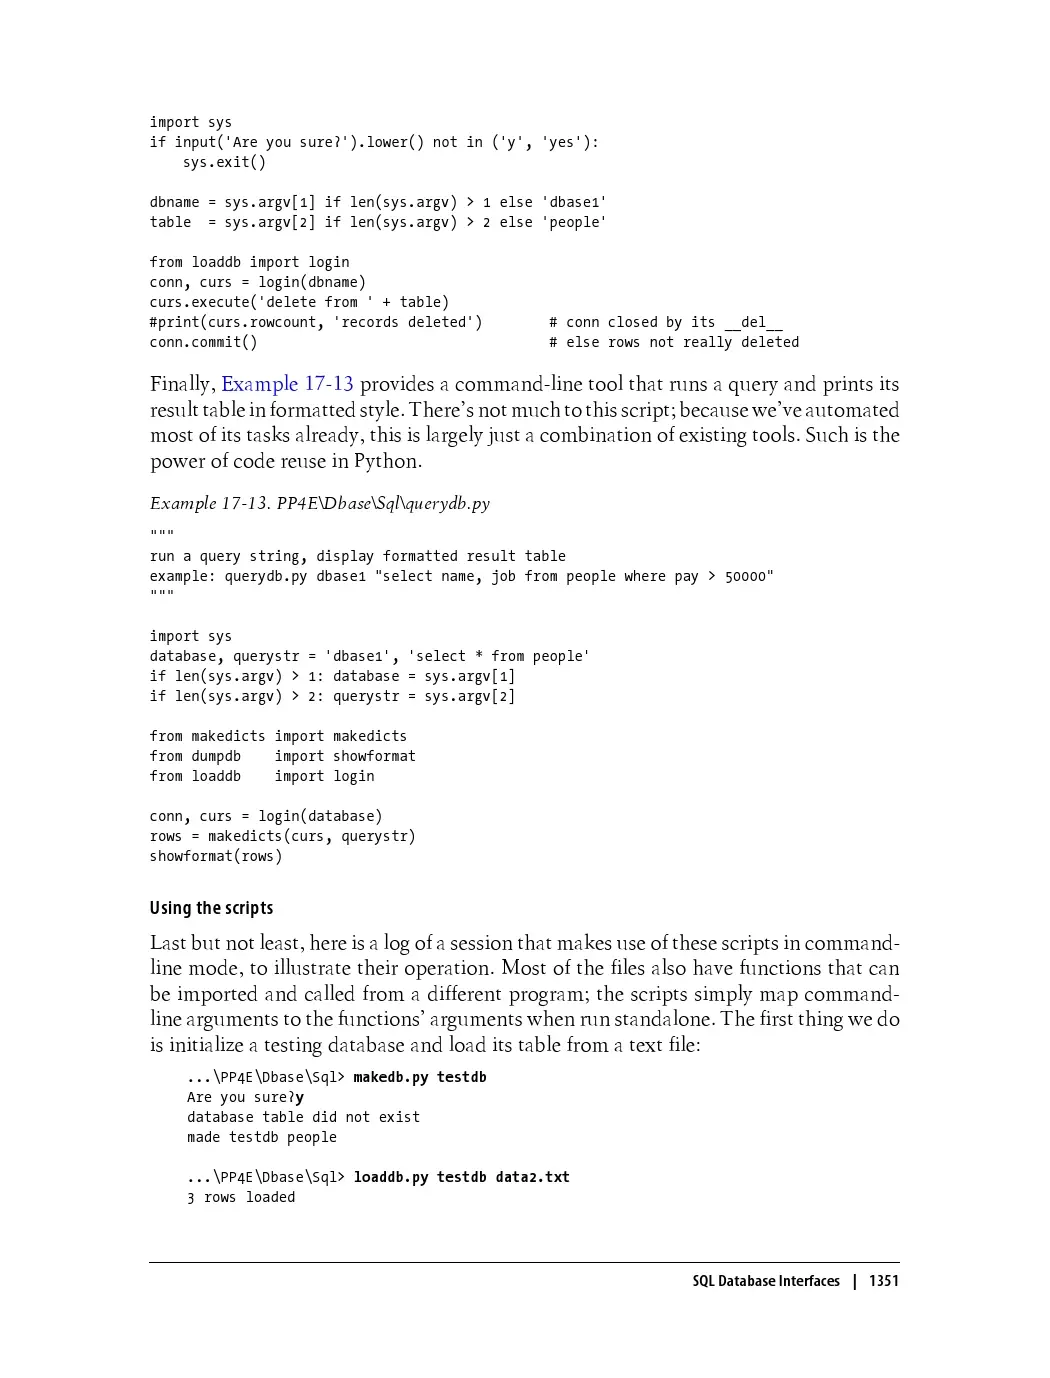 import sys
if input('Are you sure?').lower() not in ('y', 'yes'):
    sys.exit()
dbname = sys.argv[1] if len(sys.argv) > 1 else 'dbase1'
table  = sys.argv[2] if len(sys.argv) > 2 else 'people'
from loaddb import login
conn, curs = login(dbname)
curs.execute('delete from ' + table)
#print(curs.rowcount, 'records deleted')        # conn closed by its __del__
conn.commit()                                   # else rows not really deleted
Finally, Example 17-13 provides a command-line tool that runs a query and prints its
result table in formatted style. There’s not much to this script; because we’ve automated
most of its tasks already, this is largely just a combination of existing tools. Such is the
power of code reuse in Python.
Example 17-13. PP4E\Dbase\Sql\querydb.py
"""
run a query string, display formatted result table
example: querydb.py dbase1 "select name, job from people where pay > 50000"
"""
import sys
database, querystr = 'dbase1', 'select * from people'
if len(sys.argv) > 1: database = sys.argv[1]
if len(sys.argv) > 2: querystr = sys.argv[2]
from makedicts import makedicts
from dumpdb    import showformat
from loaddb    import login
conn, curs = login(database)
rows = makedicts(curs, querystr)
showformat(rows)
Using the scripts
Last but not least, here is a log of a session that makes use of these scripts in command-
line mode, to illustrate their operation. Most of the files also have functions that can
be imported and called from a different program; the scripts simply map command-
line arguments to the functions’ arguments when run standalone. The first thing we do
is initialize a testing database and load its table from a text file:
...\PP4E\Dbase\Sql> makedb.py testdb
Are you sure?y
database table did not exist
made testdb people
...\PP4E\Dbase\Sql> loaddb.py testdb data2.txt
3 rows loaded
SQL Database Interfaces | 1351